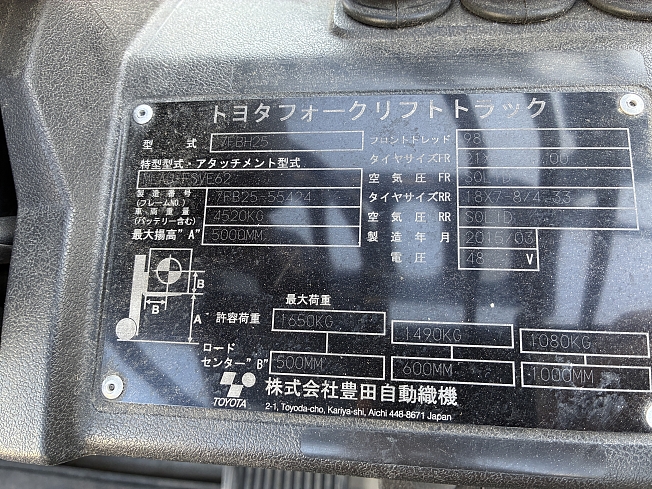 トヨタフォークリフトトラック
型 式 7FBH25 フロントトレッド 98
特型型式・アタッチメント型式 タイヤサイズFR
空気圧 FR SOLID
製造番号 (フレームNO.) 7FB25-55424 タイヤサイズRR 18X7-8/4.33
車両重量 (バッテリー含む) 4520KG 空気圧 RR SOLID
最大揚高"A" 5000MM 製造年月 2015/03
電圧 48 V
B
B
A
最大荷重
許容荷重 1650KG 1490KG 1080KG
ロードセンター"B" 500MM 600MM 1000MM
TOYOTA 株式会社豊田自動織機
2-1, Toyoda-cho, Kariya-shi, Aichi 448-8671 Japan